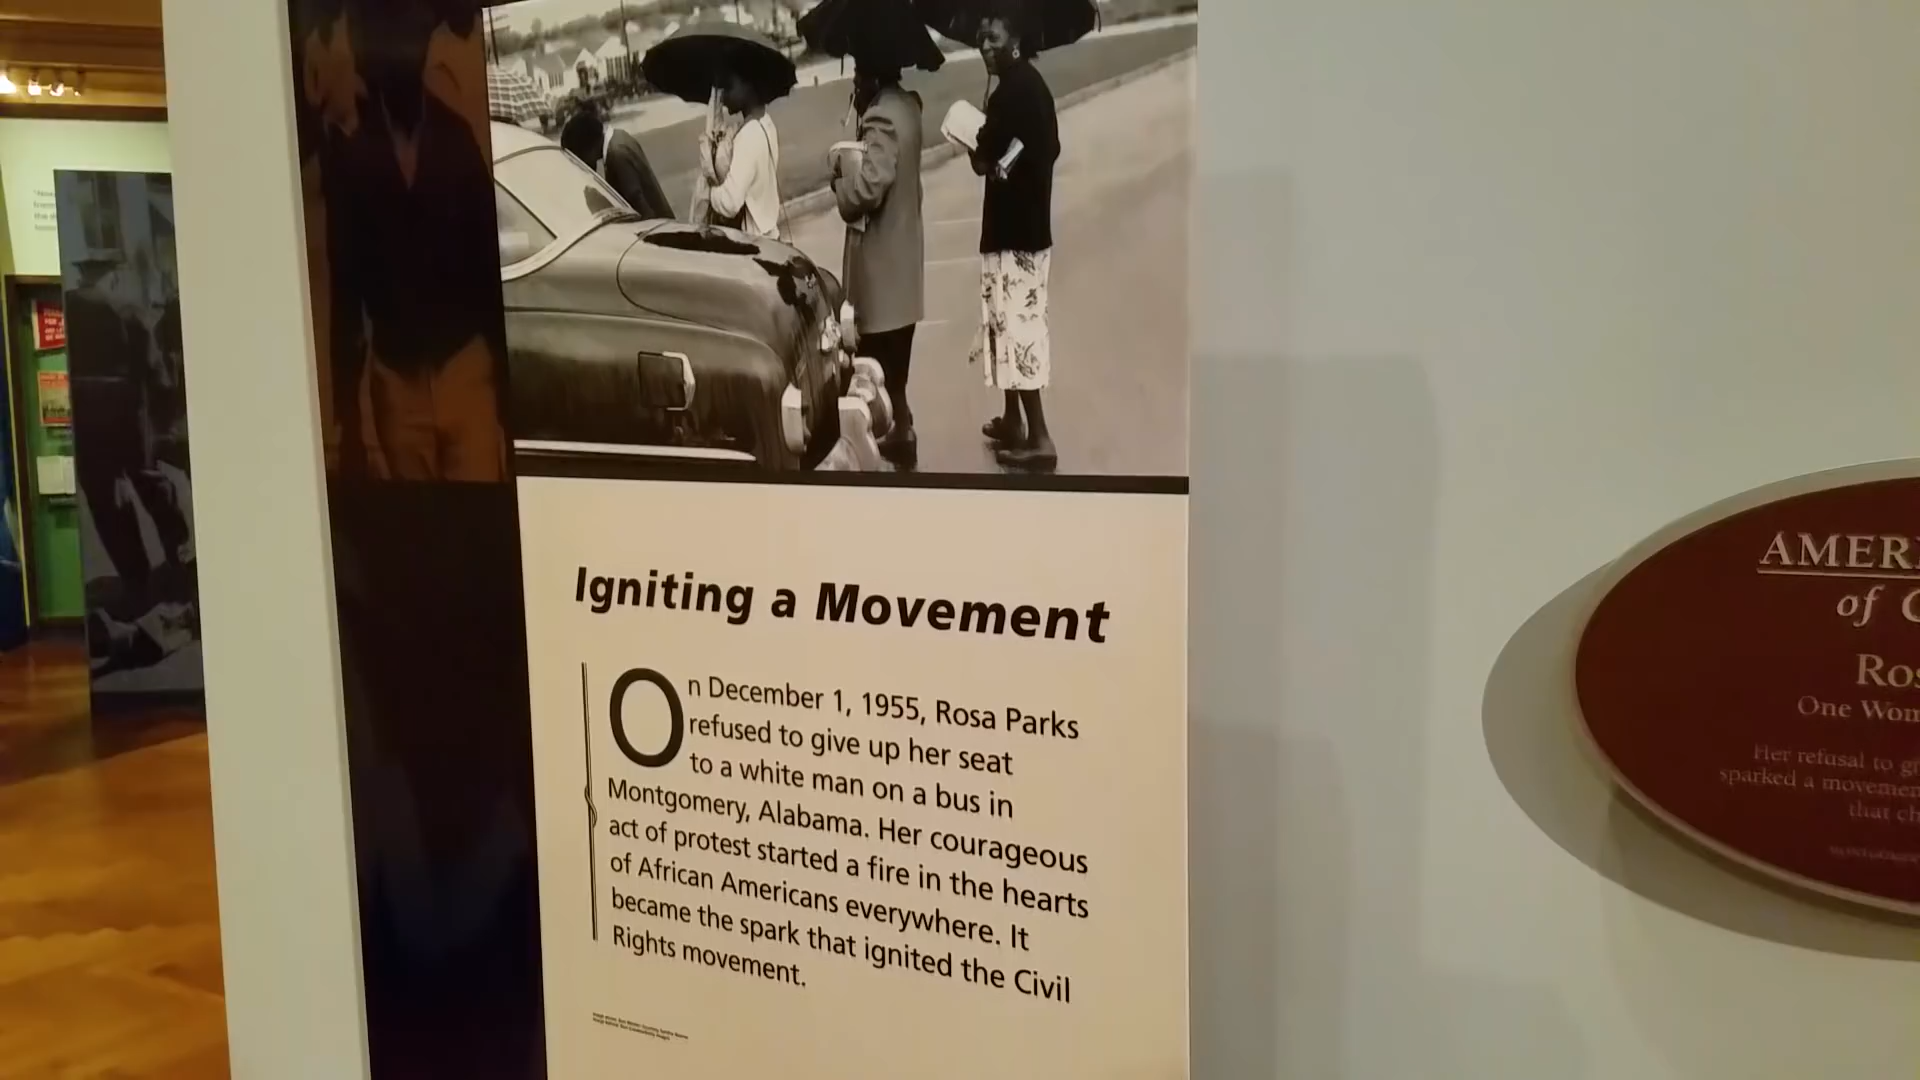 Igniting a Movement
On December 1, 1955, Rosa Parks
refused to give up her seat
to a white man on a bus in
Montgomery, Alabama. Her courageous
act of protest started a fire in the hearts
of African Americans everywhere. It
became the spark that ignited the Civil
Rights movement.
AMER
of
Ros
One Wom
Her refusal to gi
sparked a movemen
that ch